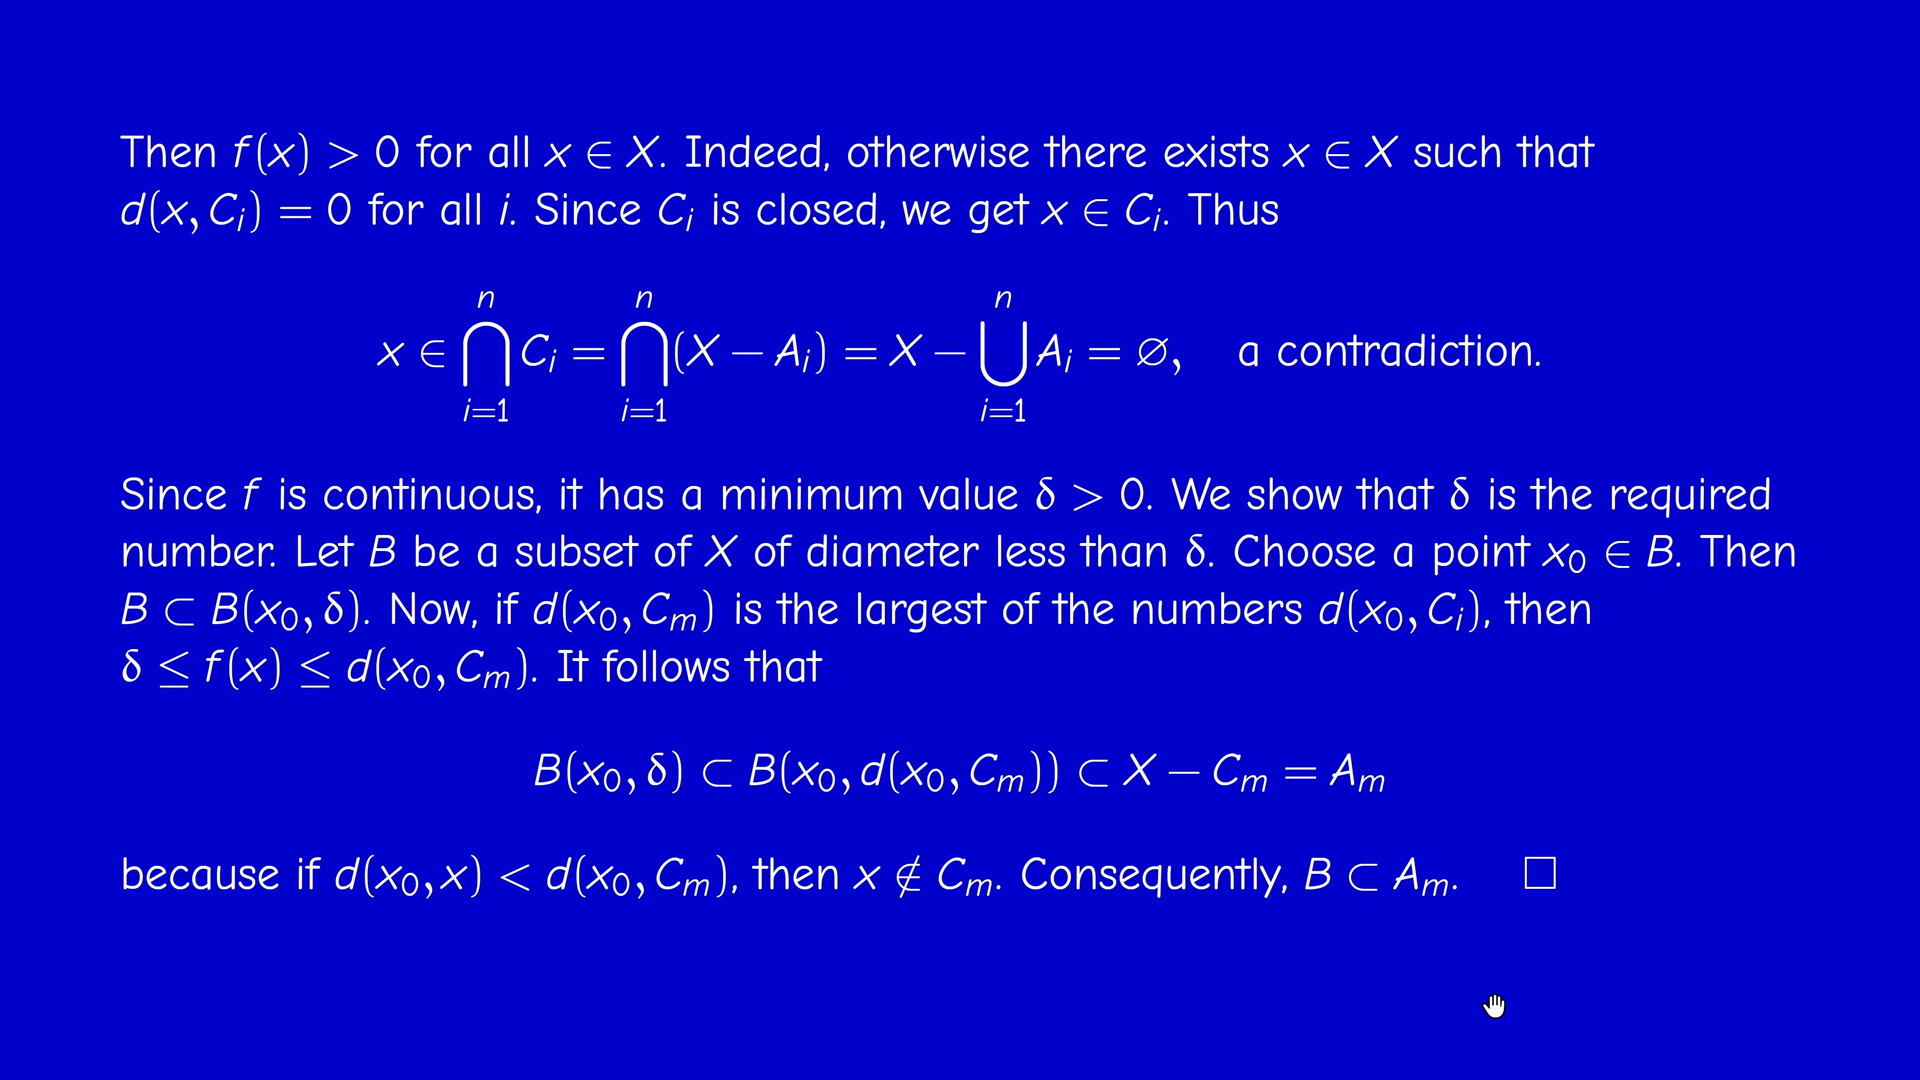 Then f(x) > 0 for all x ∈ X. Indeed, otherwise there exists x ∈ X such that
d(x, C_i) = 0 for all i. Since C_i is closed, we get x ∈ C_i. Thus
x ∈ ⋂_{i=1}^{n} C_i = ⋂_{i=1}^{n} (X − A_i) = X − ⋃_{i=1}^{n} A_i = ∅, a contradiction.
Since f is continuous, it has a minimum value δ > 0. We show that δ is the required
number. Let B be a subset of X of diameter less than δ. Choose a point x_0 ∈ B. Then
B ⊂ B(x_0, δ). Now, if d(x_0, C_m) is the largest of the numbers d(x_0, C_i), then
δ ≤ f(x) ≤ d(x_0, C_m). It follows that
B(x_0, δ) ⊂ B(x_0, d(x_0, C_m)) ⊂ X − C_m = A_m
because if d(x_0, x) < d(x_0, C_m), then x ∉ C_m. Consequently, B ⊂ A_m. □